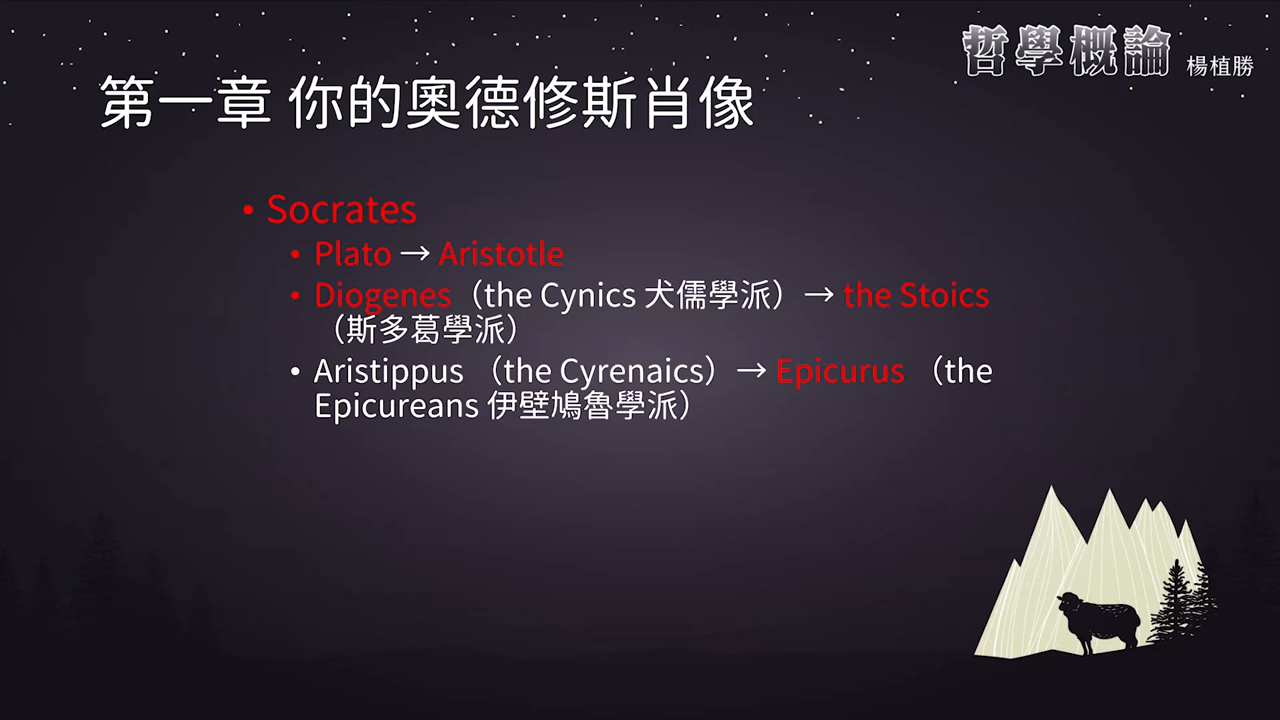 哲學概論 楊植勝
第一章 你的奧德修斯肖像
• Socrates
• Plato → Aristotle
• Diogenes（the Cynics 犬儒學派）→ the Stoics
（斯多葛學派）
• Aristippus （the Cyrenaics）→ Epicurus （the
Epicureans 伊壁鳩魯學派）